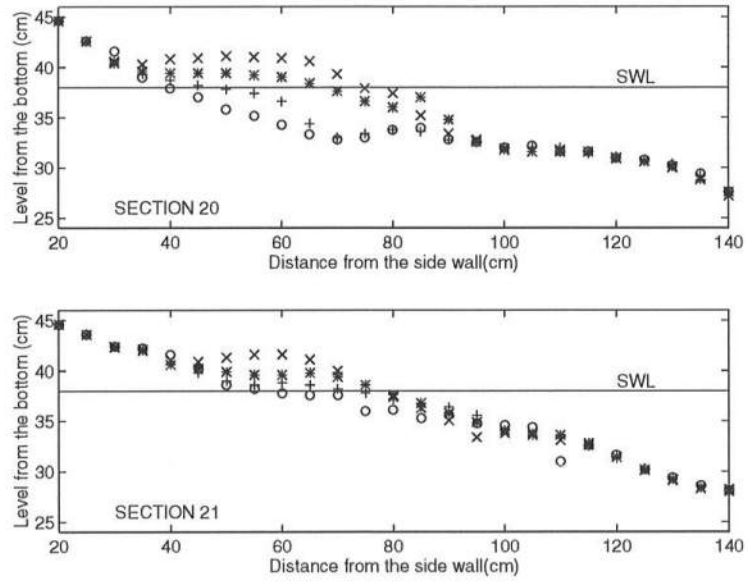 45
40
35
30
25
Level from the bottom (cm)
SWL
SECTION 20
20 40 60 80 100 120 140
Distance from the side wall(cm)
45
40
35
30
25
Level from the bottom (cm)
SWL
SECTION 21
20 40 60 80 100 120 140
Distance from the side wall(cm)